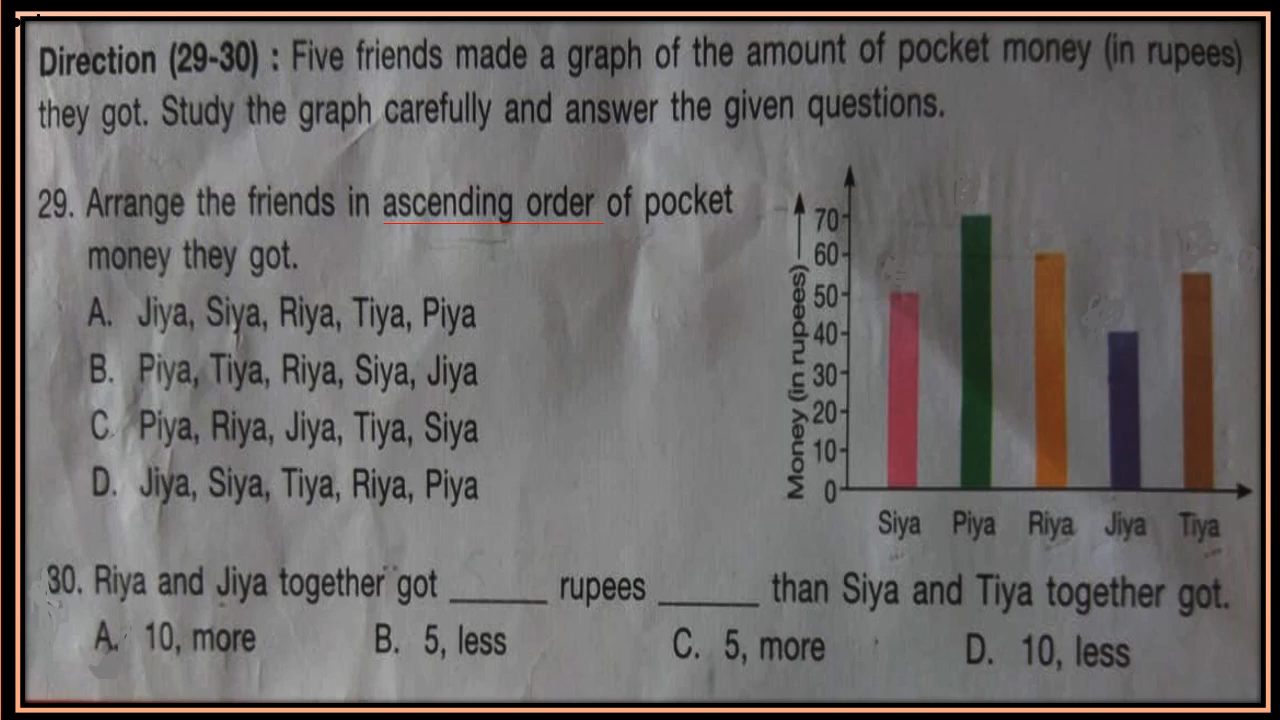 Direction (29-30) : Five friends made a graph of the amount of pocket money (in rupees)
they got. Study the graph carefully and answer the given questions.
29. Arrange the friends in ascending order of pocket
money they got.
A. Jiya, Siya, Riya, Tiya, Piya
B. Piya, Tiya, Riya, Siya, Jiya
C. Piya, Riya, Jiya, Tiya, Siya
D. Jiya, Siya, Tiya, Riya, Piya
Money (in rupees)
70
60
50
40
30
20
10
0
Siya Piya Riya Jiya Tiya
30. Riya and Jiya together got ______ rupees ______ than Siya and Tiya together got.
A. 10, more B. 5, less C. 5, more D. 10, less